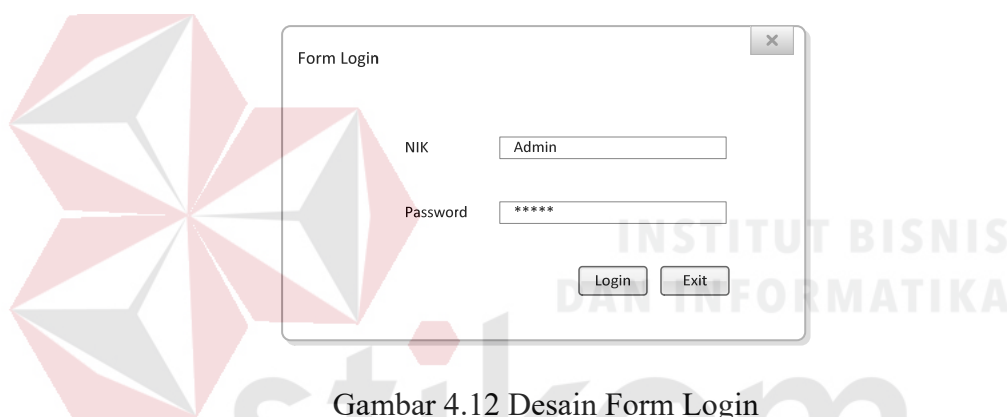 Form Login
×
NIK
Admin
Password
*****
Login
Exit
INSTITUT BISNIS
DAN INFORMATIKA
stikom
Gambar 4.12 Desain Form Login